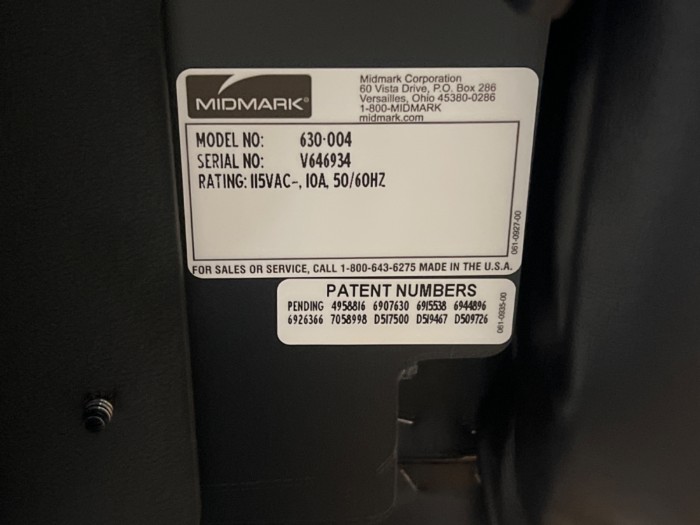 MIDMARK®
Midmark Corporation
60 Vista Drive, P.O. Box 286
Versailles, Ohio 45380-0286
1-800-MIDMARK
midmark.com
MODEL NO: 630-004
SERIAL NO: V646934
RATING: 115VAC~, 10A, 50/60HZ
061-0927-00
FOR SALES OR SERVICE, CALL 1-800-643-6275 MADE IN THE U.S.A.
PATENT NUMBERS
PENDING 4958816 6907630 6915538 6944896
6926366 7058998 D517500 D519467 D509726
061-0935-00